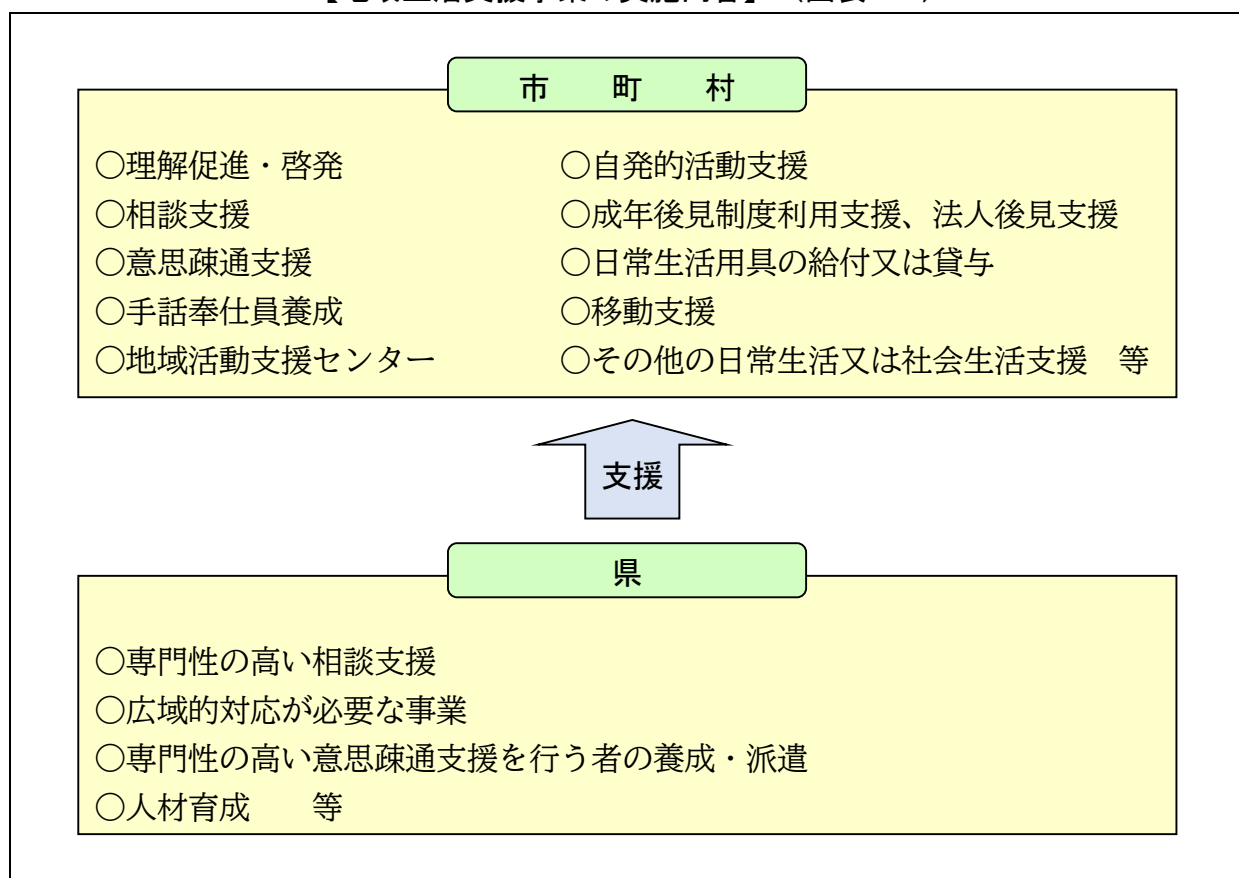 市　町　村
○理解促進・啓発
○自発的活動支援
○相談支援
○成年後見制度利用支援、法人後見支援
○意思疎通支援
○日常生活用具の給付又は貸与
○手話奉仕員養成
○移動支援
○地域活動支援センター
○その他の日常生活又は社会生活支援　等
支援
県
○専門性の高い相談支援
○広域的対応が必要な事業
○専門性の高い意思疎通支援を行う者の養成・派遣
○人材育成　　等